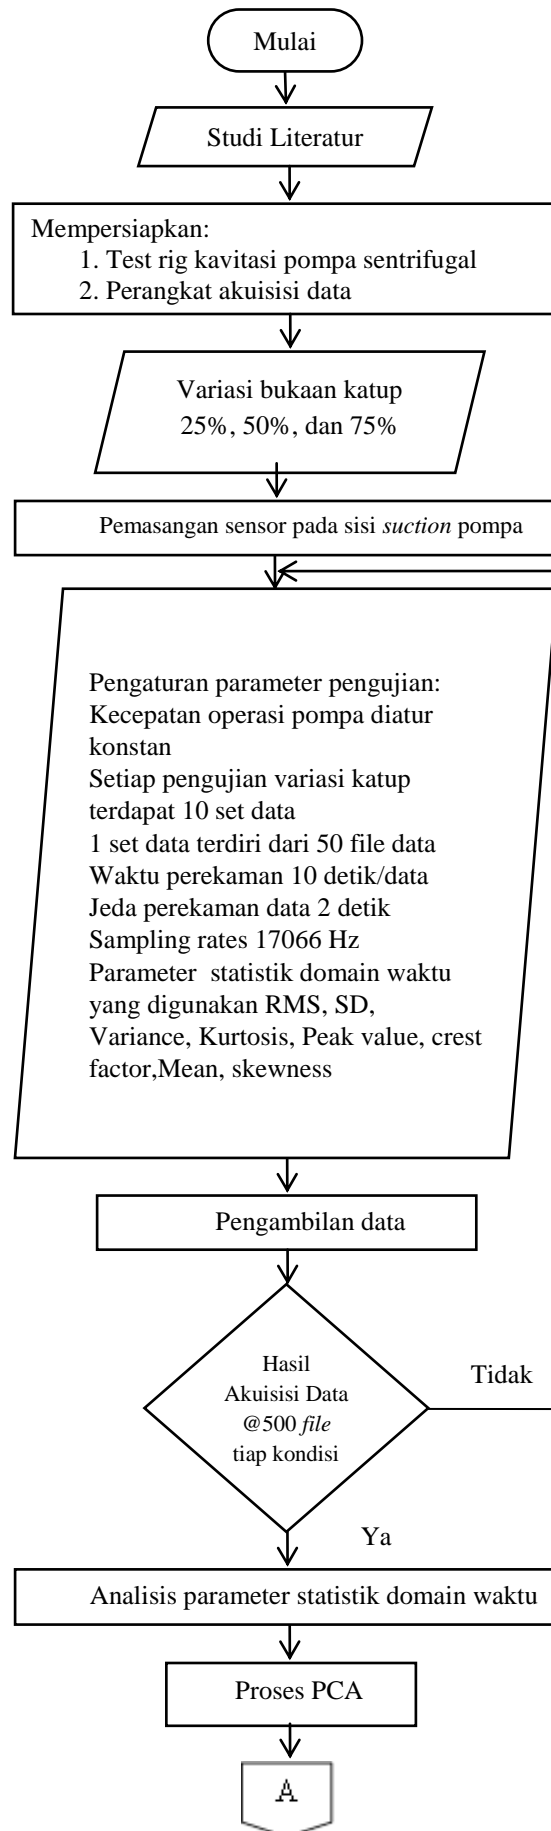 Mulai
Studi Literatur
Mempersiapkan:
1. Test rig kavitasi pompa sentrifugal
2. Perangkat akuisisi data
Variasi bukaan katup
25%, 50%, dan 75%
Pemasangan sensor pada sisi suction pompa
Pengaturan parameter pengujian:
Kecepatan operasi pompa diatur
konstan
Setiap pengujian variasi katup
terdapat 10 set data
1 set data terdiri dari 50 file data
Waktu perekaman 10 detik/data
Jeda perekaman data 2 detik
Sampling rates 17066 Hz
Parameter  statistik domain waktu
yang digunakan RMS, SD,
Variance, Kurtosis, Peak value, crest
factor,Mean, skewness
Pengambilan data
Hasil
Akuisisi Data
@500 file
tiap kondisi
Tidak
Ya
Analisis parameter statistik domain waktu
Proses PCA
A